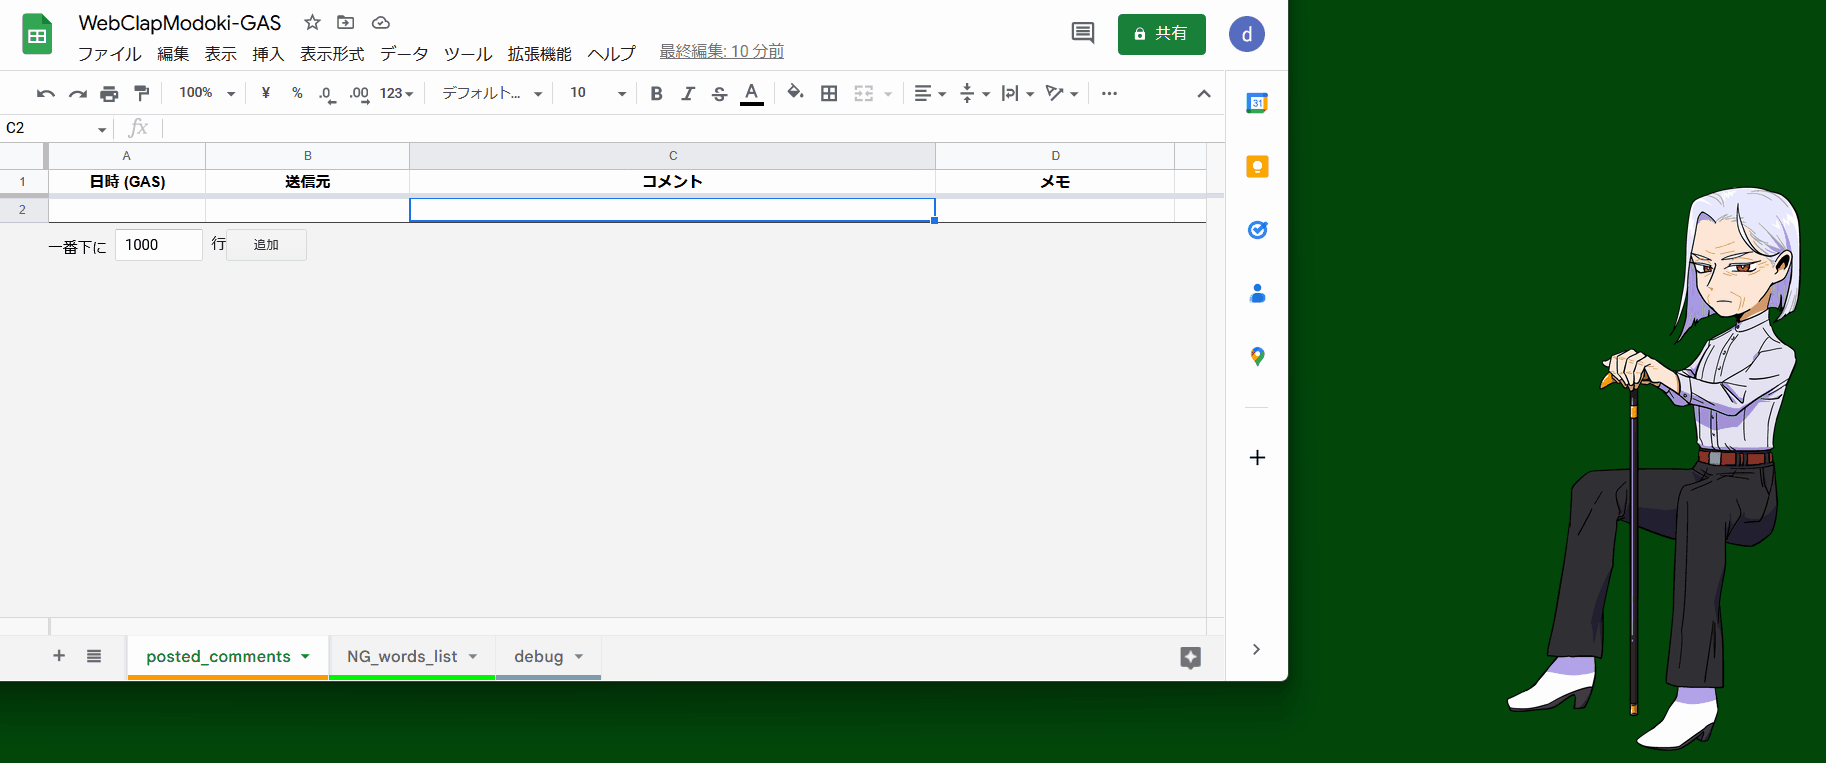 WebClapModoki-GAS
ファイル 編集 表示 挿入 表示形式 データ ツール 拡張機能 ヘルプ 最終編集: 10 分前
共有
d
100% ¥ % .0 .00 123 デフォルト... 10 B I S A
31
C2 fx
A B C D
1 日時 (GAS) 送信元 コメント メモ
2
一番下に 1000 行 追加
posted_comments NG_words_list debug